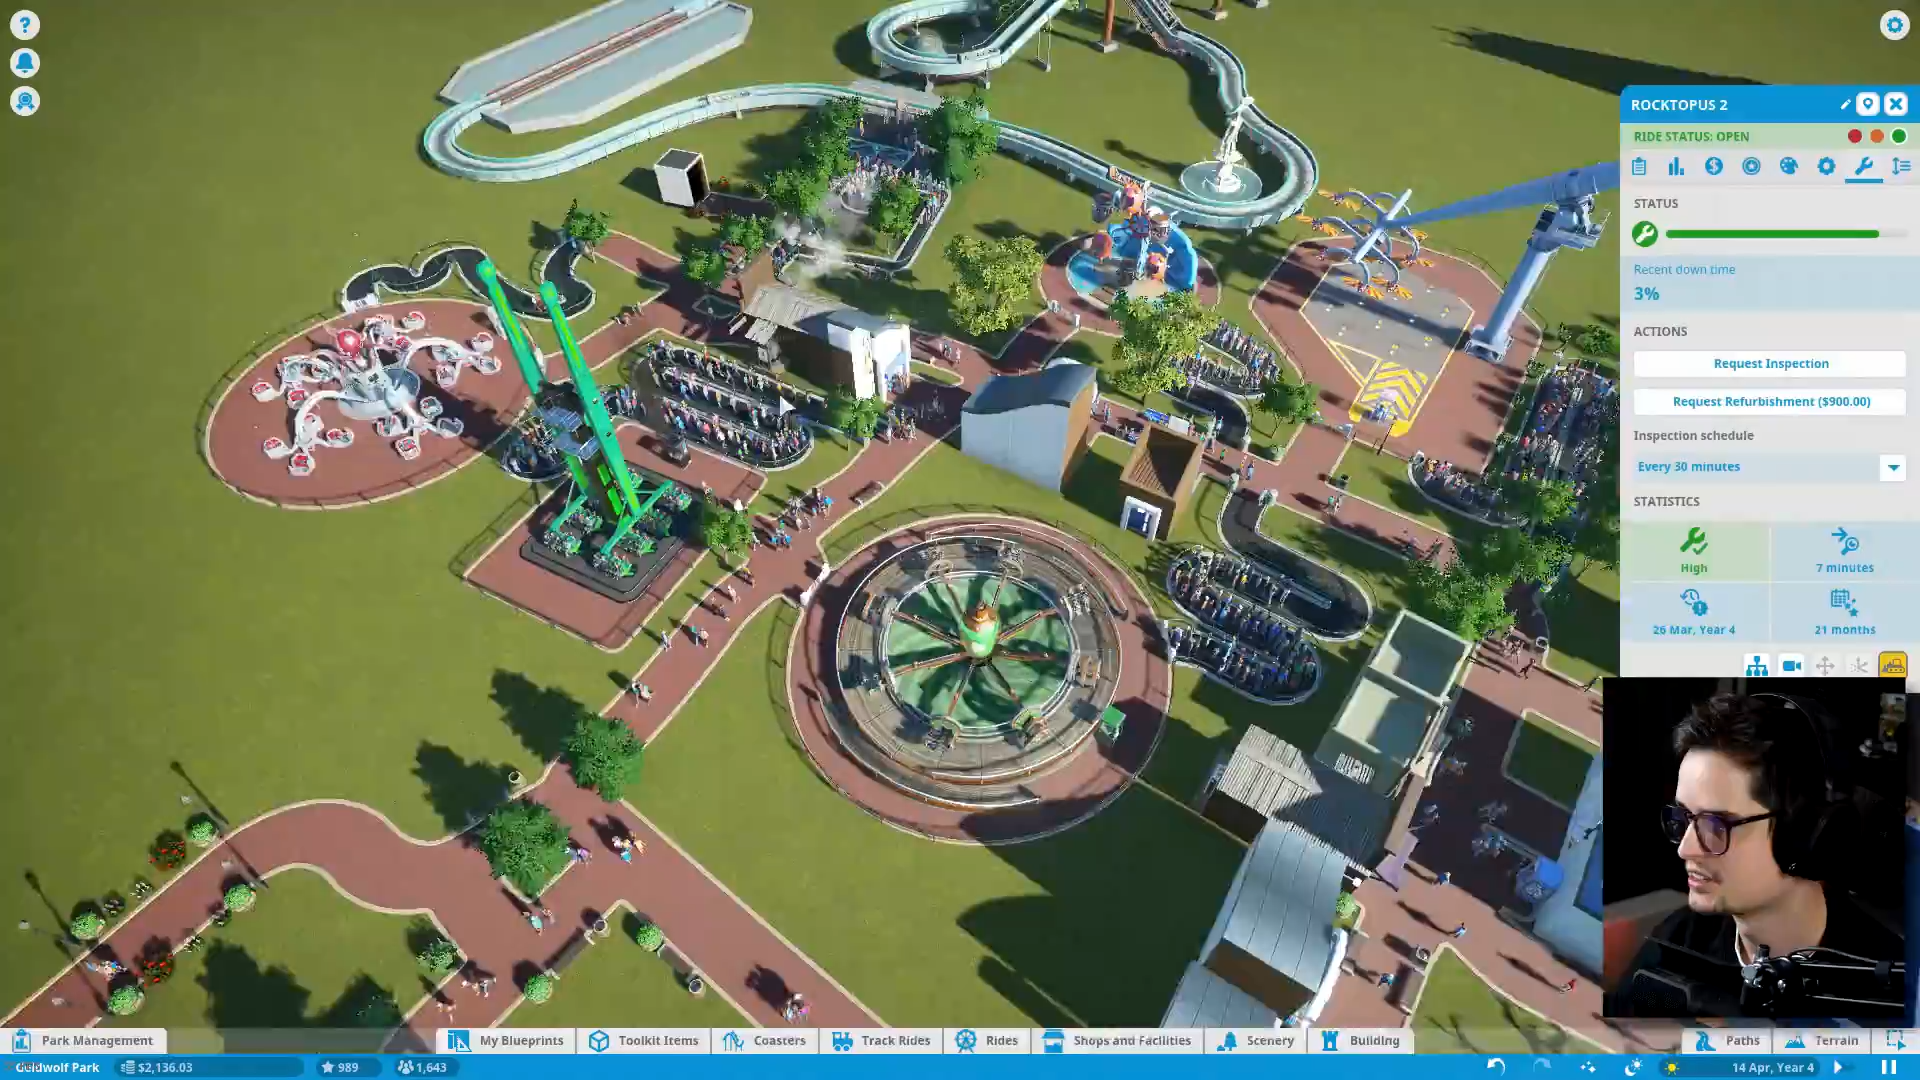 ROCKTOPUS 2
RIDE STATUS: OPEN
STATUS
Recent down time
3%
ACTIONS
Request Inspection
Request Refurbishment ($900.00)
Inspection schedule
Every 30 minutes
STATISTICS
High
7 minutes
26 Mar, Year 4
21 months
Park Management
My Blueprints
Toolkit Items
Coasters
Track Rides
Rides
Shops and Facilities
Scenery
Building
Paths
Terrain
Goldwolf Park
$2,136.03
989
1,643
14 Apr, Year 4